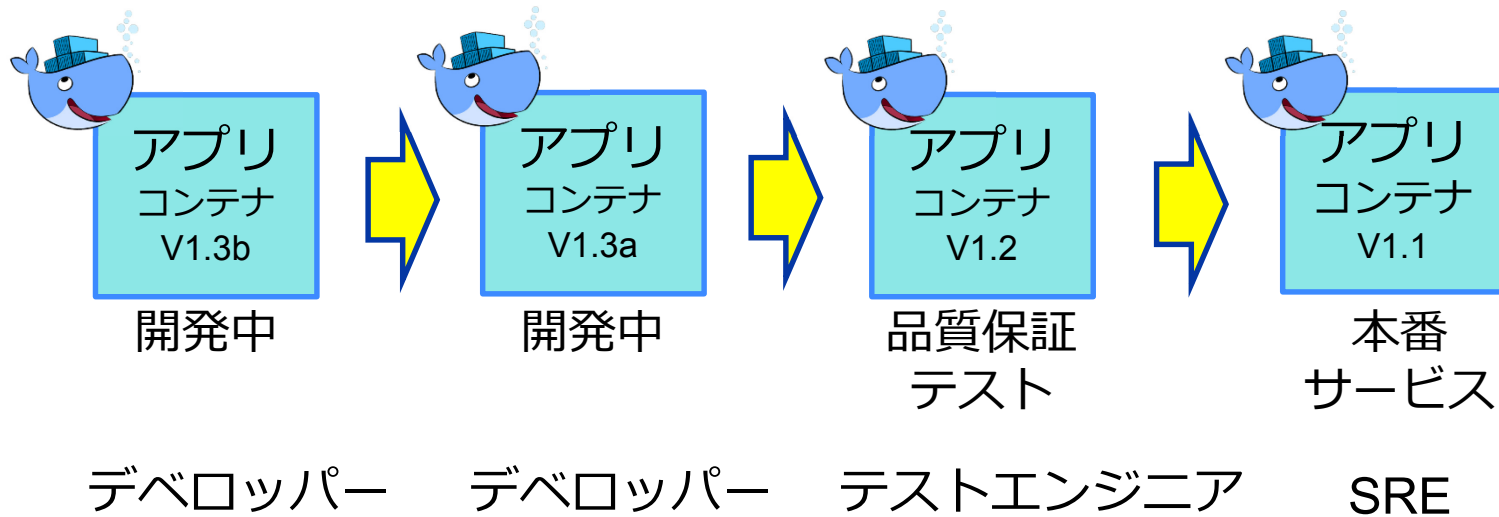 アプリ
コンテナ
V1.3b
開発中
デベロッパー
アプリ
コンテナ
V1.3a
開発中
デベロッパー
アプリ
コンテナ
V1.2
品質保証
テスト
テストエンジニア
アプリ
コンテナ
V1.1
本番
サービス
SRE